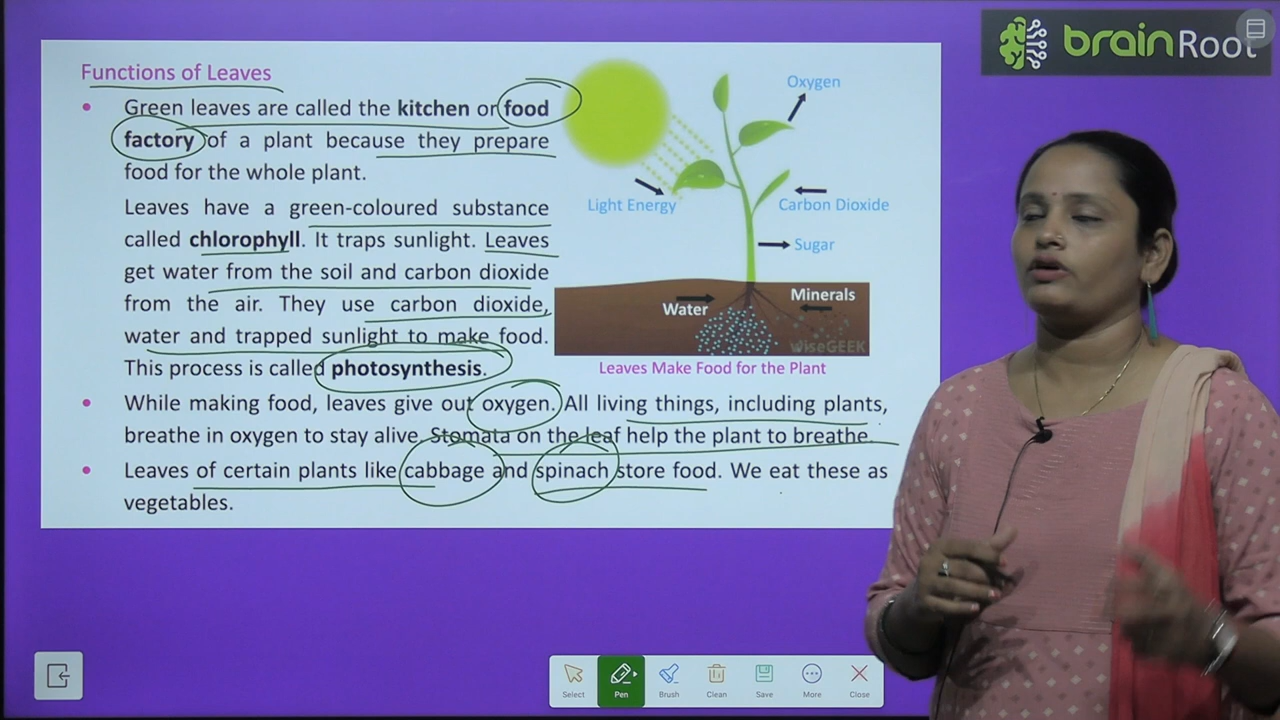 brainRoot
Functions of Leaves
• Green leaves are called the kitchen or food
factory of a plant because they prepare
food for the whole plant.
Leaves have a green-coloured substance
called chlorophyll. It traps sunlight. Leaves
get water from the soil and carbon dioxide
from the air. They use carbon dioxide,
water and trapped sunlight to make food.
This process is called photosynthesis.
Oxygen
Light Energy
Carbon Dioxide
Sugar
Water
Minerals
wiseGEEK
Leaves Make Food for the Plant
• While making food, leaves give out oxygen. All living things, including plants,
breathe in oxygen to stay alive. Stomata on the leaf help the plant to breathe.
• Leaves of certain plants like cabbage and spinach store food. We eat these as
vegetables.
Select Pen Brush Clean Save More Close